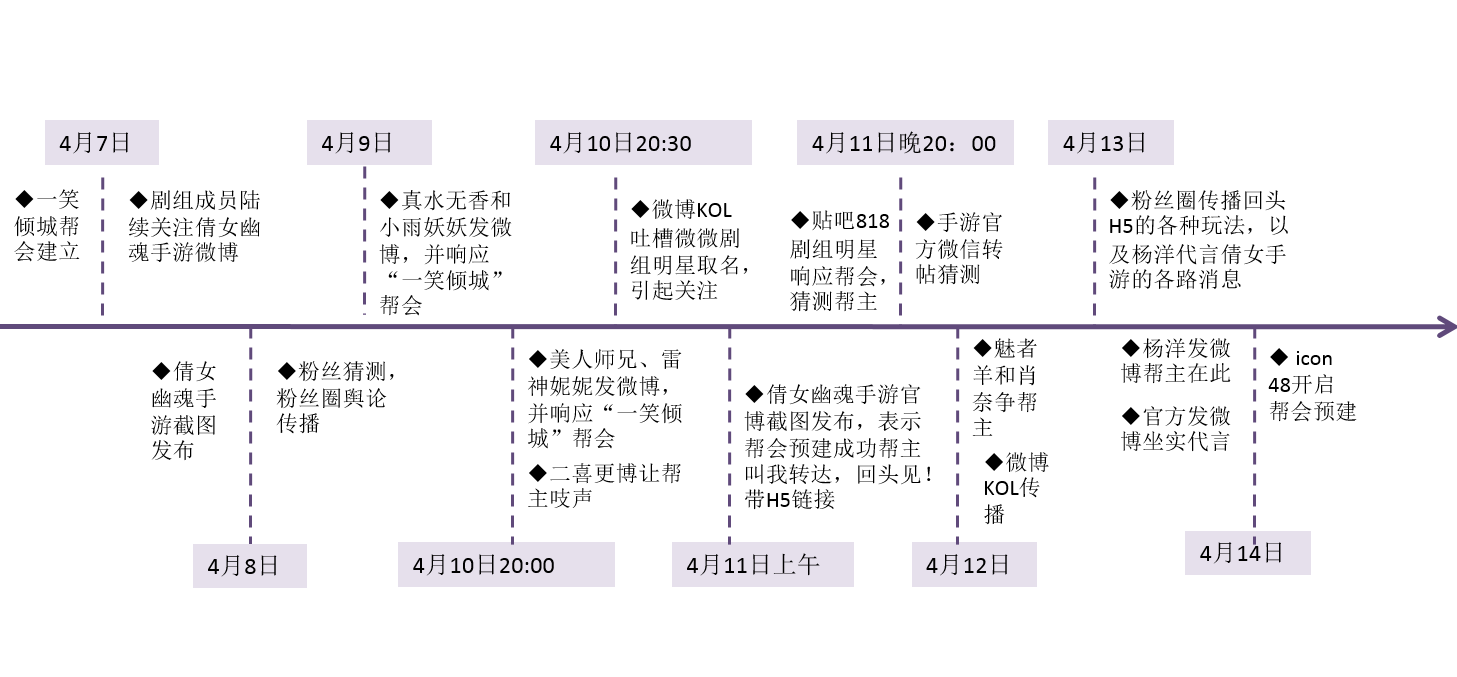 4月7日
◆一笑
倾城帮
会建立
◆剧组成员陆
续关注倩女幽
魂手游微博
4月8日
◆倩女
幽魂手
游截图
发布
◆粉丝猜测，
粉丝圈舆论
传播
4月9日
◆真水无香和
小雨妖妖发微
博，并响应
“一笑倾城”
帮会
4月10日20:00
◆美人师兄、雷
神妮妮发微博，
并响应“一笑倾
城”帮会
◆二喜更博让帮
主吱声
4月10日20:30
◆微博KOL
吐槽微微剧
组明星取名，
引起关注
4月11日上午
◆倩女幽魂手游官
博截图发布，表示
帮会预建成功帮主
叫我转达，回头见！
带H5链接
4月11日晚20：00
◆贴吧818
剧组明星
响应帮会，
猜测帮主
◆手游官
方微信转
帖猜测
4月12日
◆魅者
羊和肖
奈争帮
主
◆微博
KOL传
播
4月13日
◆粉丝圈传播回头
H5的各种玩法，以
及杨洋代言倩女手
游的各路消息
4月14日
◆杨洋发微
博帮主在此
◆官方发微
博坐实代言
◆ icon
48开启
帮会预建